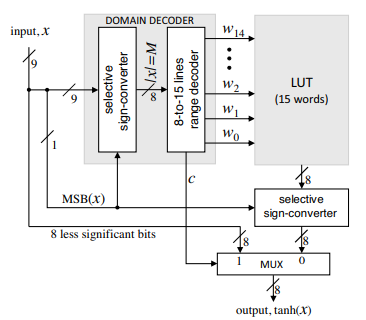 DOMAIN DECODER
input, x
9
9
selective
sign-converter
|x|=M
8
8-to-15 lines
range decoder
w14
w2
w1
w0
LUT
(15 words)
1
c
8
MSB(x)
selective
sign-converter
8 less significant bits
8
8
1 MUX 0
8
output, tanh(x)